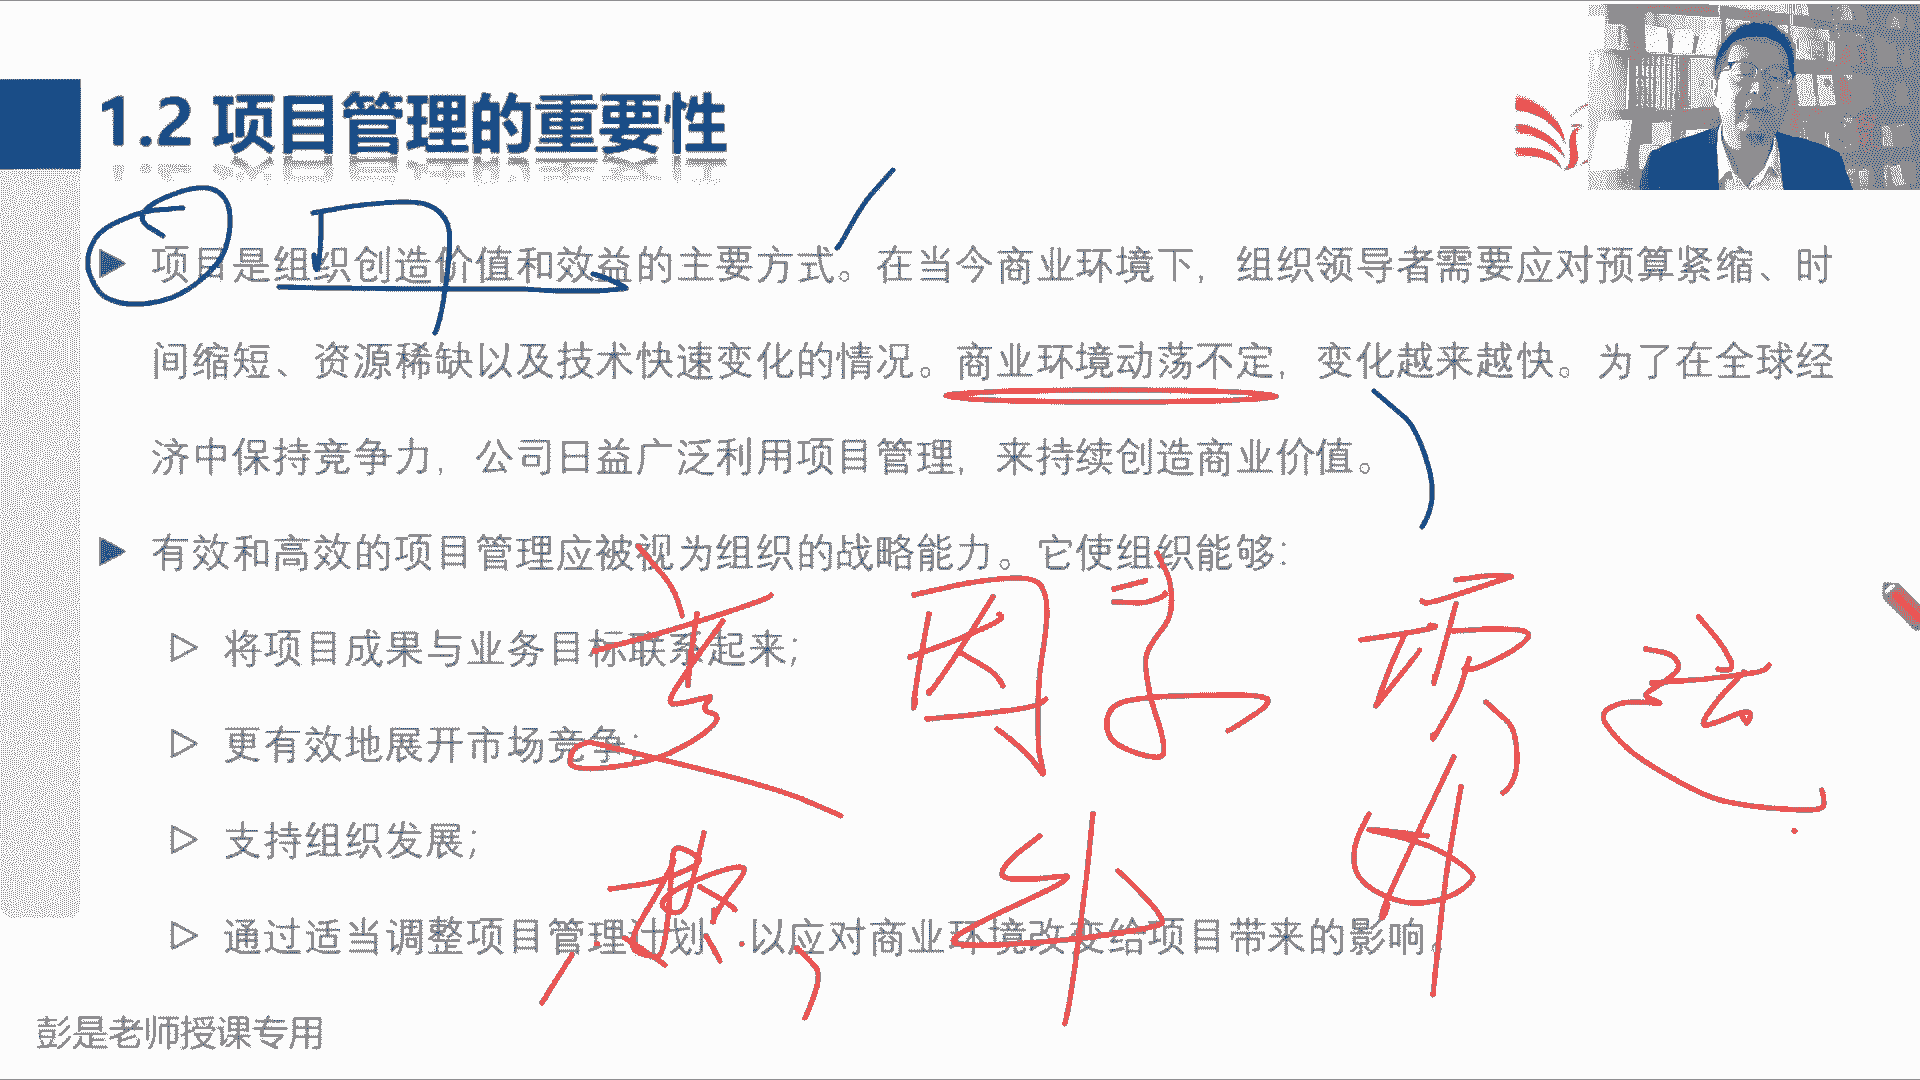 1.2 项目管理的重要性
项目是组织创造价值和效益的主要方式。在当今商业环境下，组织领导者需要应对预算紧缩、时
间缩短、资源稀缺以及技术快速变化的情况。商业环境动荡不定，变化越来越快。为了在全球经
济中保持竞争力，公司日益广泛利用项目管理，来持续创造商业价值。
有效和高效的项目管理应被视为组织的战略能力。它使组织能够：
将项目成果与业务目标联系起来；
更有效地展开市场竞争；
支持组织发展；
通过适当调整项目管理计划，以应对商业环境改变给项目带来的影响。
彭是老师授课专用